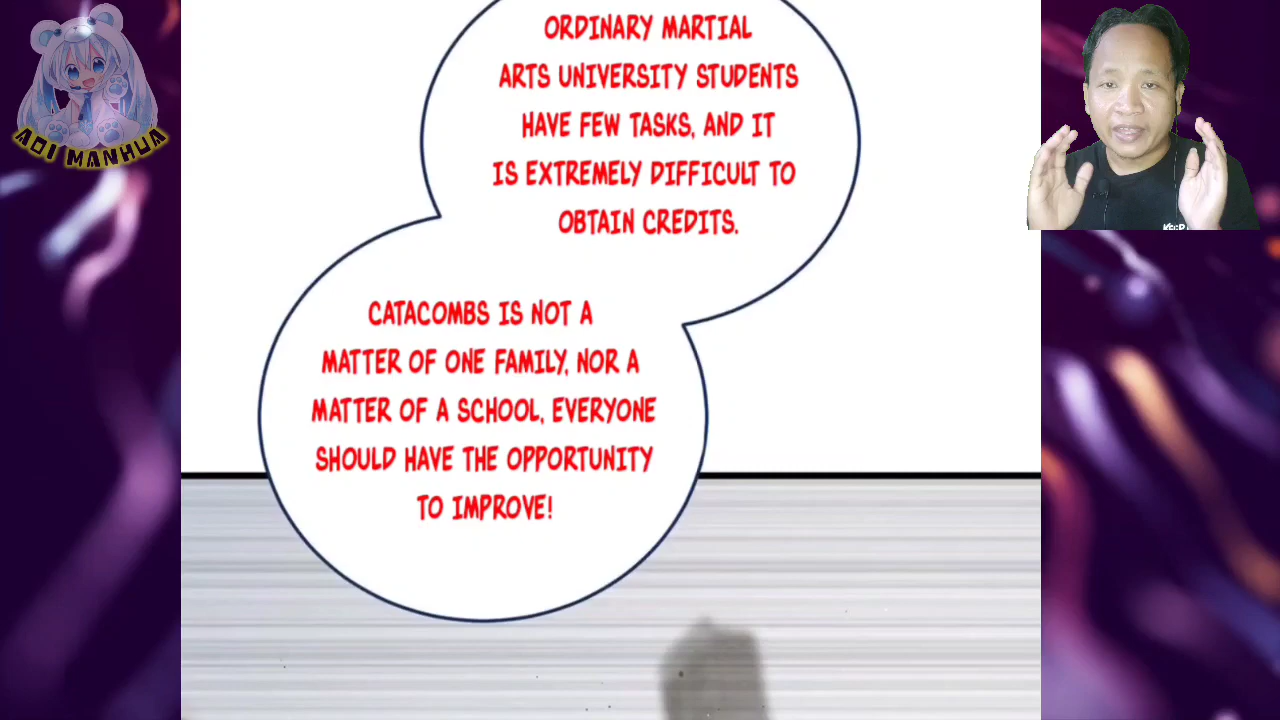 ORDINARY MARTIAL
ARTS UNIVERSITY STUDENTS
HAVE FEW TASKS, AND IT
IS EXTREMELY DIFFICULT TO
OBTAIN CREDITS.
CATACOMBS IS NOT A
MATTER OF ONE FAMILY, NOR A
MATTER OF A SCHOOL, EVERYONE
SHOULD HAVE THE OPPORTUNITY
TO IMPROVE!
AOI MANHUA